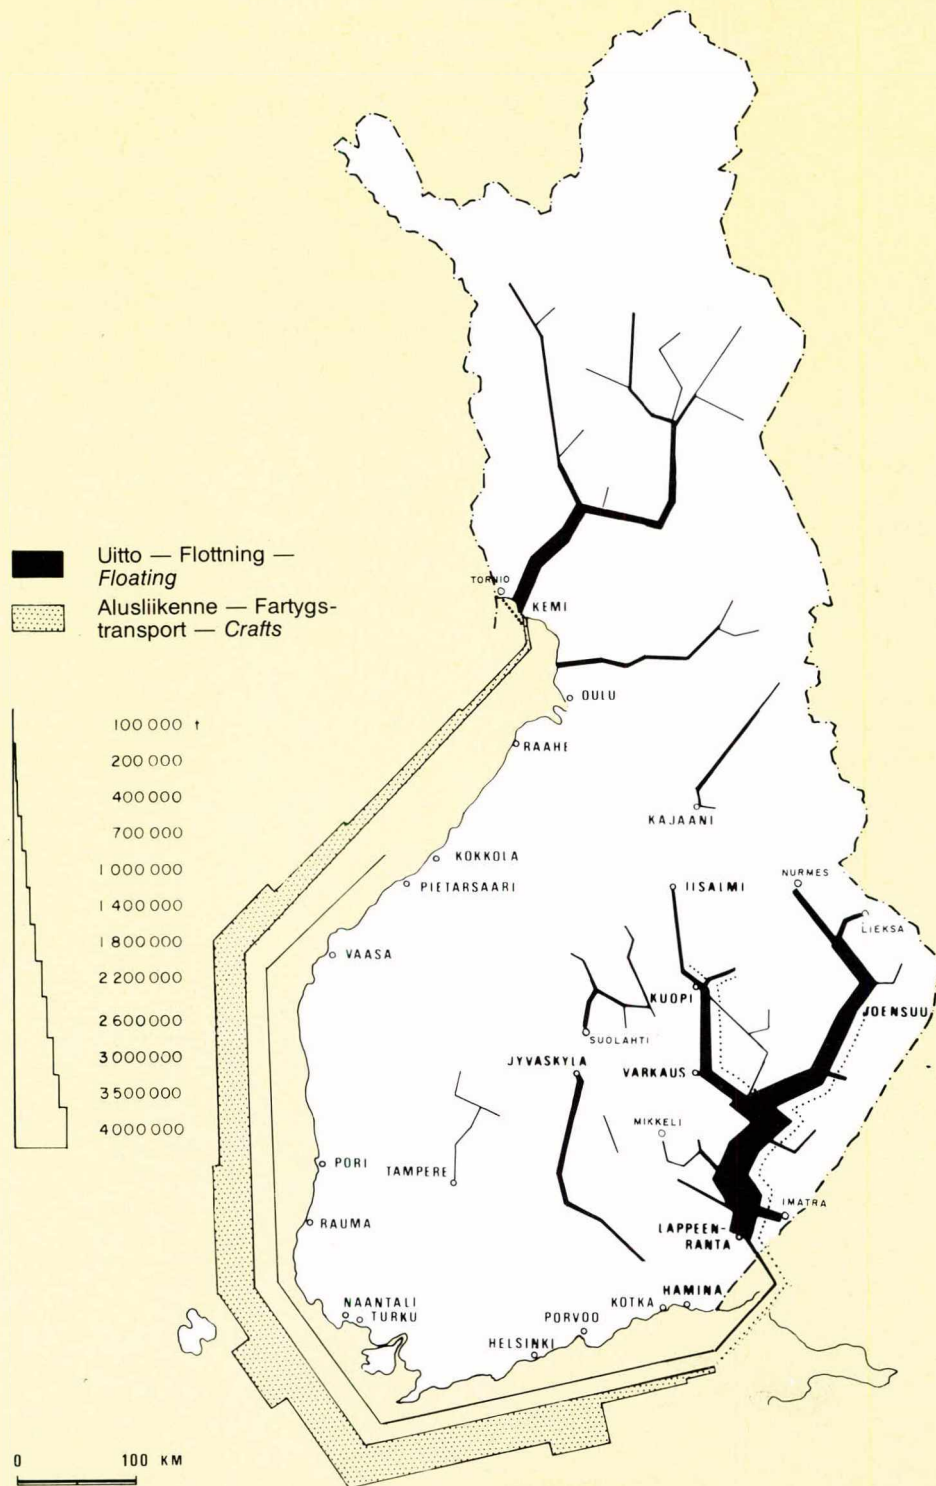 Uitto — Flottning —
Floating
Alusliikenne — Fartygs-
transport — Crafts
100 000 t
200 000
400 000
700 000
1 000 000
1 400 000
1 800 000
2 200 000
2 600 000
3 000 000
3 500 000
4 000 000
TORNIO
KEMI
OULU
RAAHE
KAJAANI
KOKKOLA
PIETARSAARI
IISALMI
NURMES
LIEKSA
VAASA
KUOPI
JOENSUU
SUOLAHTI
JYVASKYLA
VARKAUS
MIKKELI
PORI
TAMPERE
RAUMA
IMATRA
LAPPEEN-
RANTA
NAANTALI
TURKU
HAMINA
KOTKA
PORVOO
HELSINKI
0 100 KM